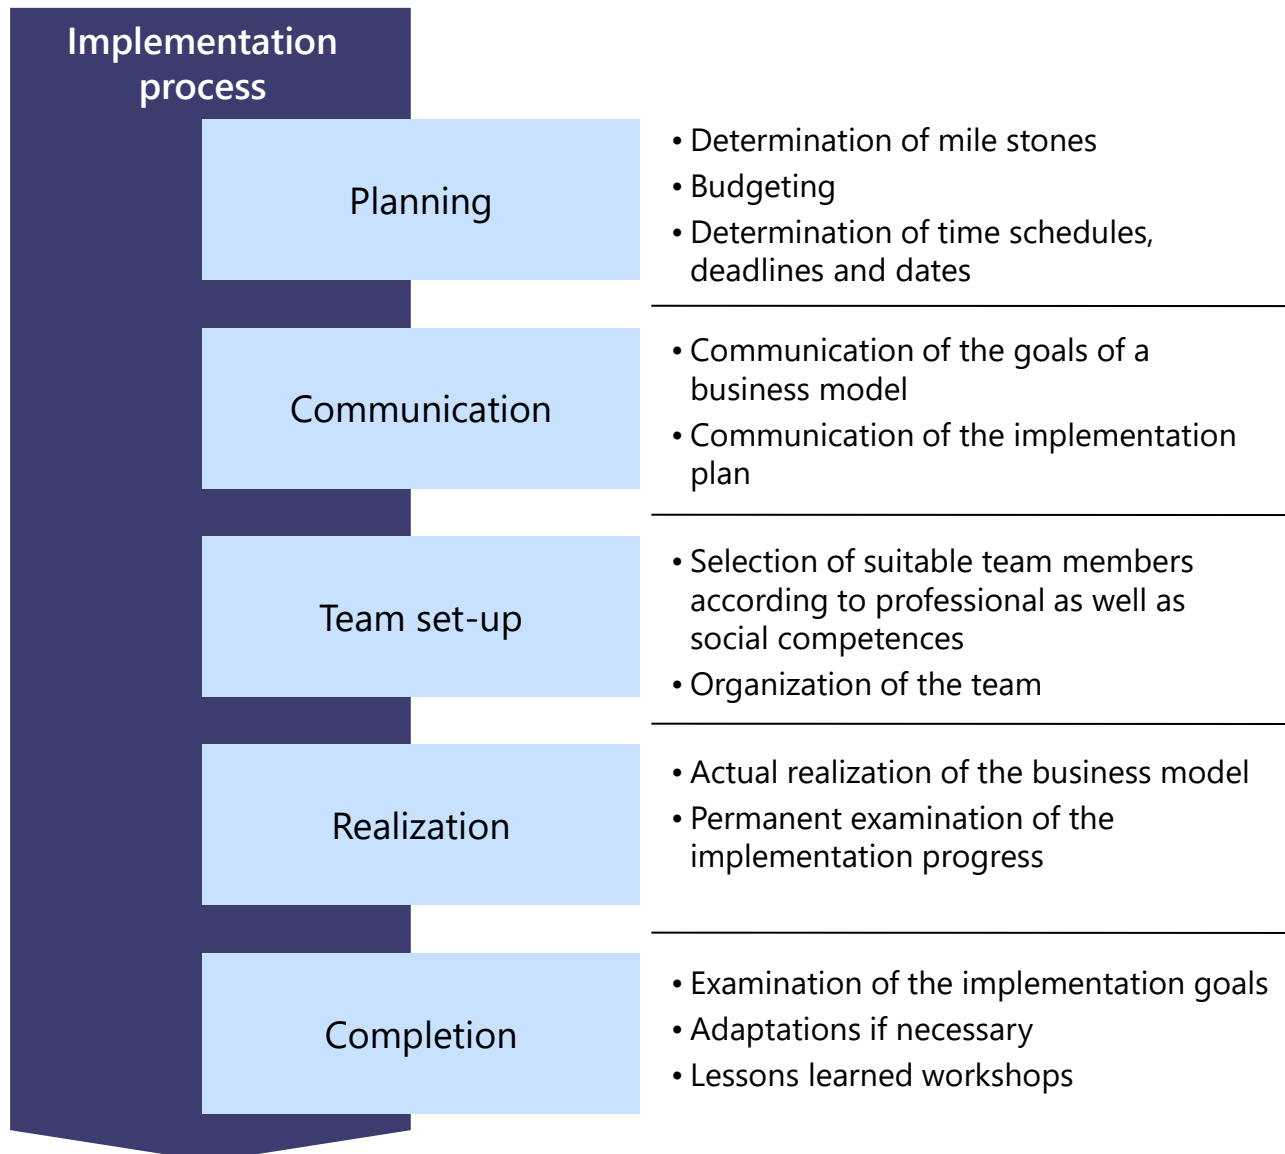 Implementation
process
Planning
• Determination of mile stones
• Budgeting
• Determination of time schedules,
deadlines and dates
Communication
• Communication of the goals of a
business model
• Communication of the implementation
plan
Team set-up
• Selection of suitable team members
according to professional as well as
social competences
• Organization of the team
Realization
• Actual realization of the business model
• Permanent examination of the
implementation progress
Completion
• Examination of the implementation goals
• Adaptations if necessary
• Lessons learned workshops